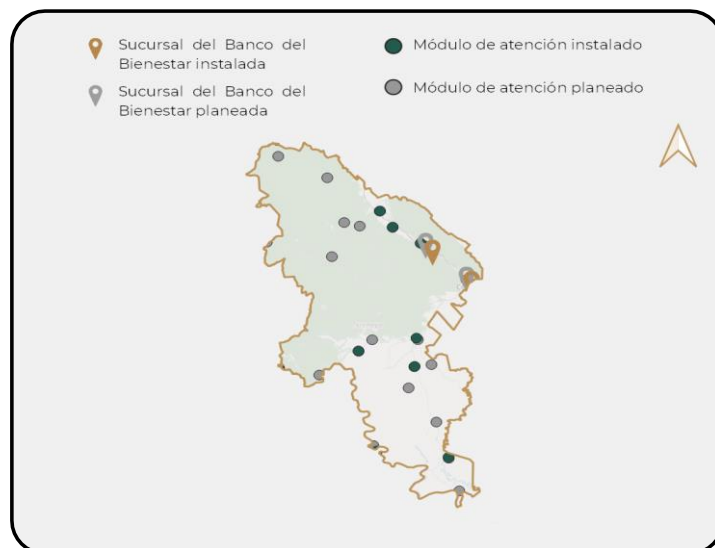 Sucursal del Banco del
Bienestar instalada
Sucursal del Banco del
Bienestar planeada
Módulo de atención instalado
Módulo de atención planeado